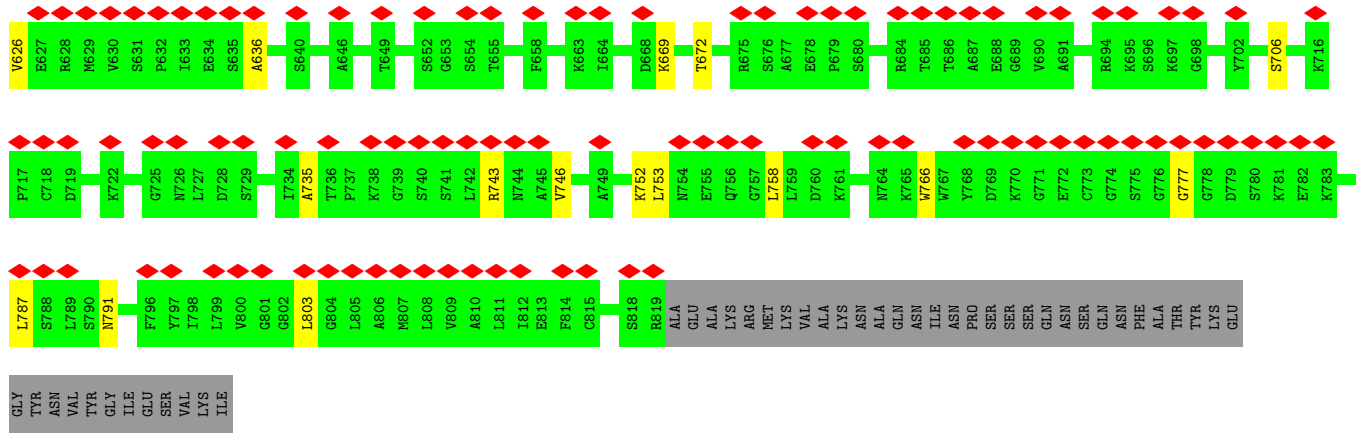 V626 E627 R628 M629 V630 S631 P632 I633 E634 S635 A636 S640 A646 T649 S652 G653 S654 T655 F658 K663 I664 D668 K669 T672 R675 S676 A677 E678 P679 S680 R684 T685 T686 A687 E688 G689 V690 A691 R694 K695 S696 K697 G698 Y702 S706 K716
P717 C718 D719 K722 G725 N726 L727 D728 S729 I734 A735 T736 P737 K738 G739 S740 S741 L742 R743 N744 A745 V746 A749 K752 L753 N754 E755 Q756 G757 L758 L759 D760 K761 N764 K765 W766 W767 Y768 D769 K770 G771 E772 C773 G774 S775 G776 G777 G778 D779 S780 K781 E782 K783
L787 S788 L789 S790 N791 F796 Y797 I798 L799 V800 G801 G802 L803 G804 L805 A806 M807 L808 V809 A810 L811 I812 E813 F814 C815 S818 R819 ALA GLU ALA LYS ARG MET LYS VAL ALA LYS ASN ALA GLN ASN ILE ASN PRO SER SER SER GLN ASN SER GLN ASN PHE ALA THR TYR LYS GLU
GLY TYR ASN VAL TYR GLY ILE GLU SER VAL LYS ILE